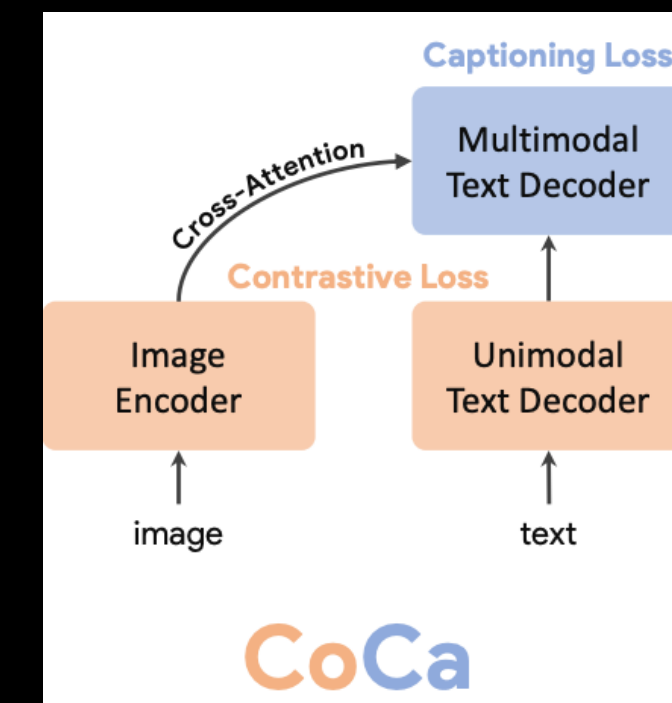 Captioning Loss
Multimodal
Text Decoder
Cross-Attention
Contrastive Loss
Image
Encoder
Unimodal
Text Decoder
image
text
CoCa